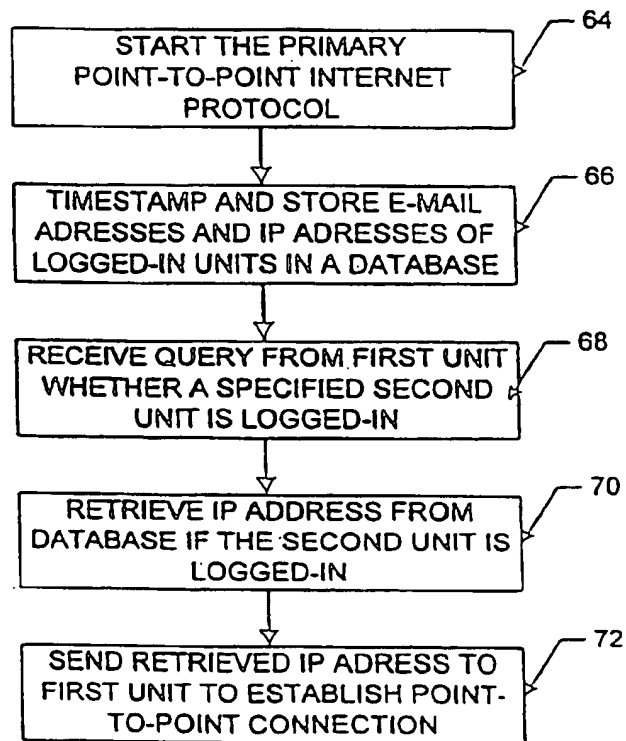 START THE PRIMARY
POINT-TO-POINT INTERNET
PROTOCOL
64
TIMESTAMP AND STORE E-MAIL
ADRESSES AND IP ADRESSES OF
LOGGED-IN UNITS IN A DATABASE
66
RECEIVE QUERY FROM FIRST UNIT
WHETHER A SPECIFIED SECOND
UNIT IS LOGGED-IN
68
RETRIEVE IP ADDRESS FROM
DATABASE IF THE SECOND UNIT IS
LOGGED-IN
70
SEND RETRIEVED IP ADRESS TO
FIRST UNIT TO ESTABLISH POINT-
TO-POINT CONNECTION
72